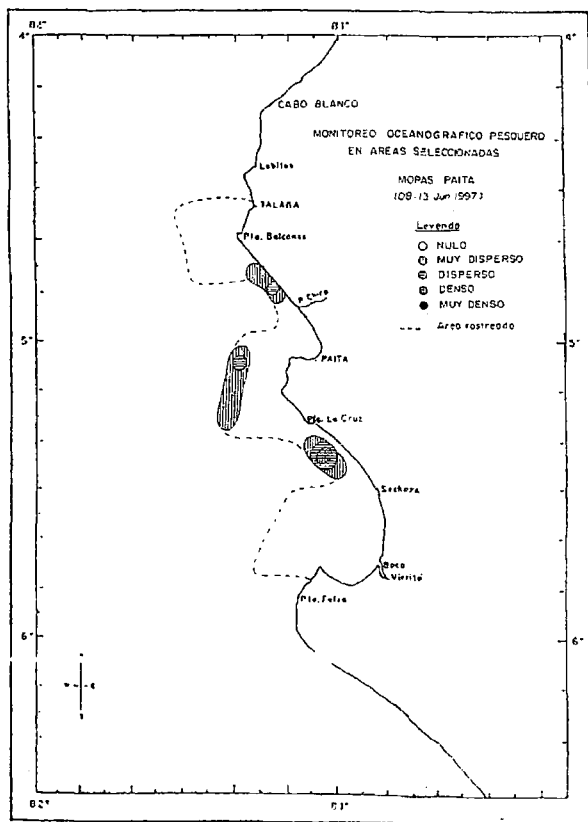 82° 81°
4° 4°
CABO BLANCO
MONITOREO OCEANOGRAFICO PESQUERO
EN AREAS SELECCIONADAS
Lobitos
MOPAS PAITA
(08-13 Jun 1997)
TALARA
Leyenda
Pta. Balcones
NULO
MUY DISPERSO
DISPERSO
DENSO
MUY DENSO
Area rastreada
R. Chira
5° 5°
PAITA
Pta. La Cruz
Sechura
Boca
Virrilá
Pta. Falsa
6° 6°
82° 81°